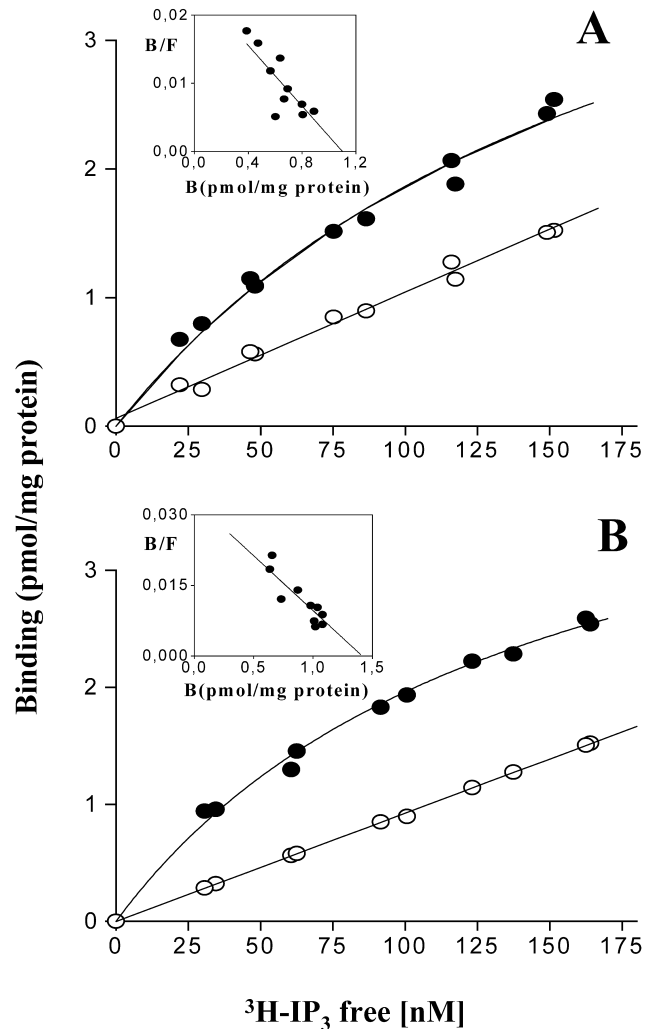 A
3
2
1
0
0 25 50 75 100 125 150 175
0,02
0,01
0,00
B/F
0,0 0,4 0,8 1,2
B(pmol/mg protein)
Binding (pmol/mg protein)
B
3
2
1
0
0 25 50 75 100 125 150 175
0,030
0,015
0,000
B/F
0,0 0,5 1,0 1,5
B(pmol/mg protein)
³H-IP₃ free [nM]